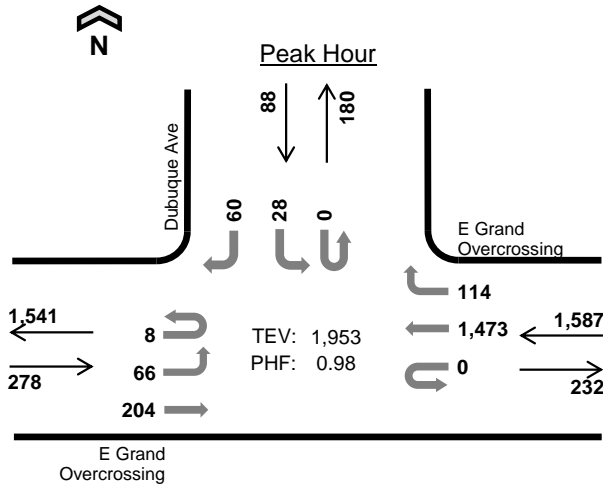 N
Peak Hour
88
180
Dubuque Ave
60
28
0
E Grand
Overcrossing
114
1,541
8
TEV: 1,953
1,473
1,587
278
66
PHF: 0.98
0
232
204
E Grand
Overcrossing